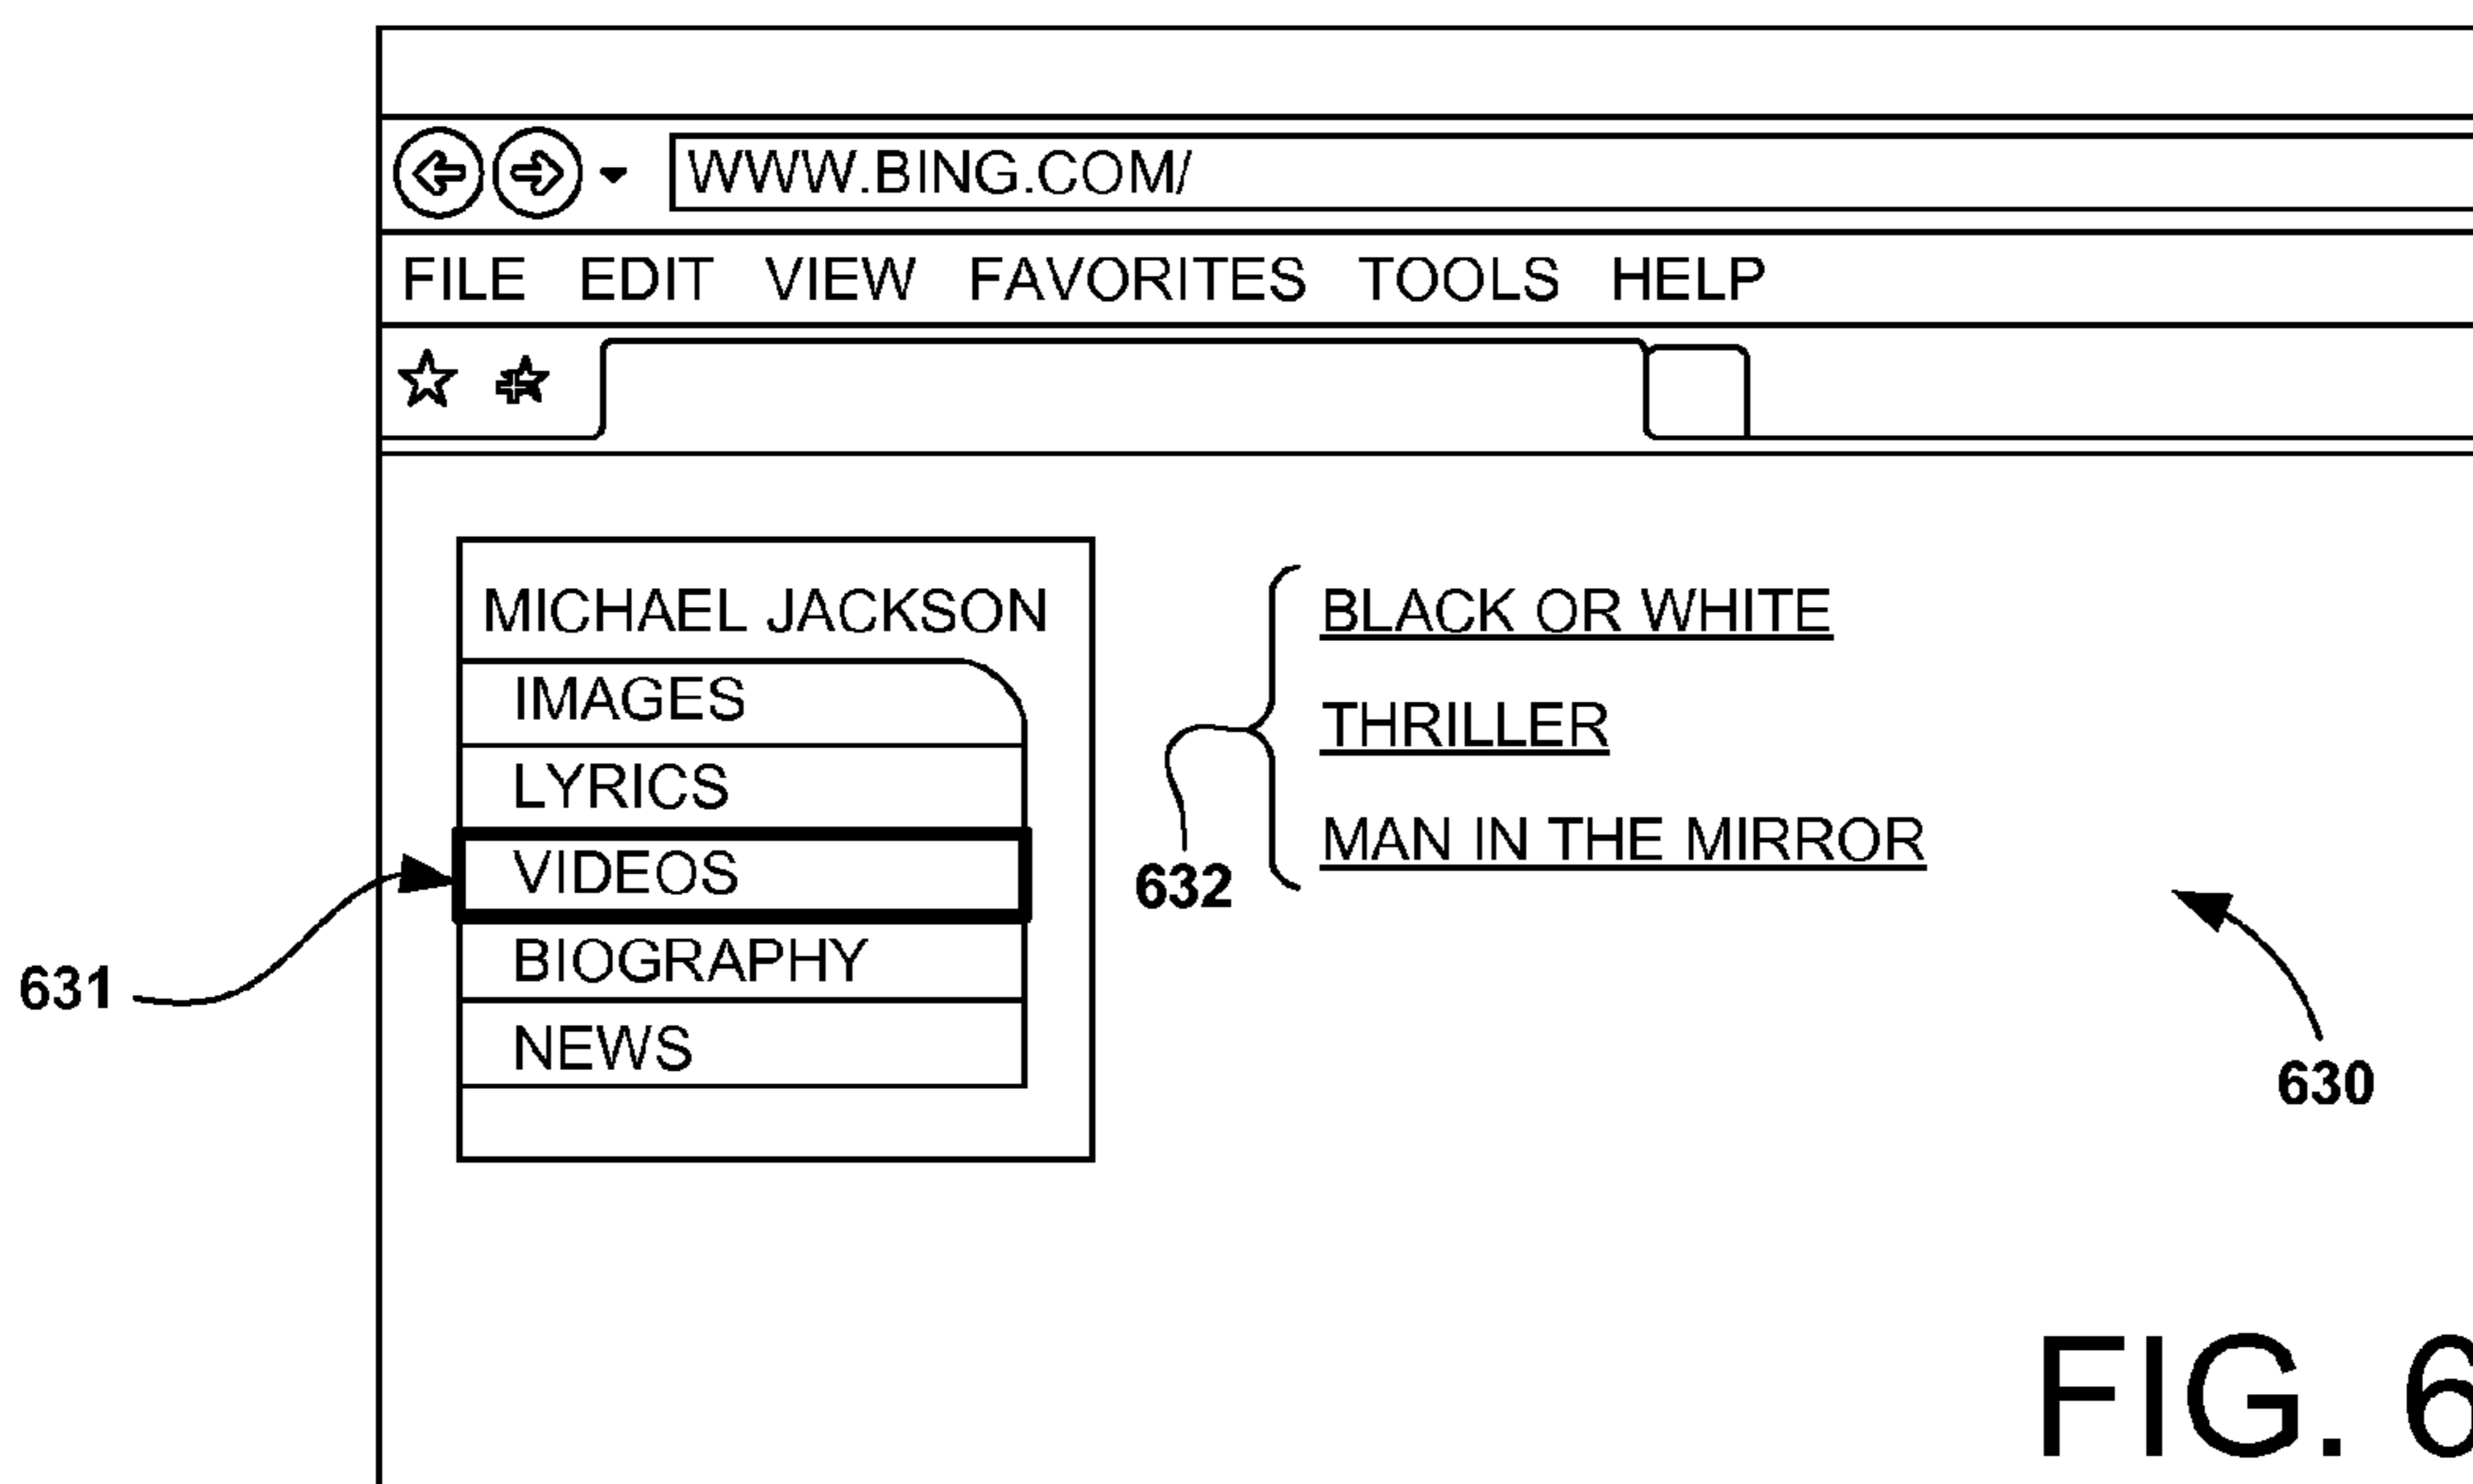 WWW.BING.COM/
FILE EDIT VIEW FAVORITES TOOLS HELP
MICHAEL JACKSON
IMAGES
LYRICS
VIDEOS
BIOGRAPHY
NEWS
BLACK OR WHITE
THRILLER
MAN IN THE MIRROR
632
631
630
FIG. 6